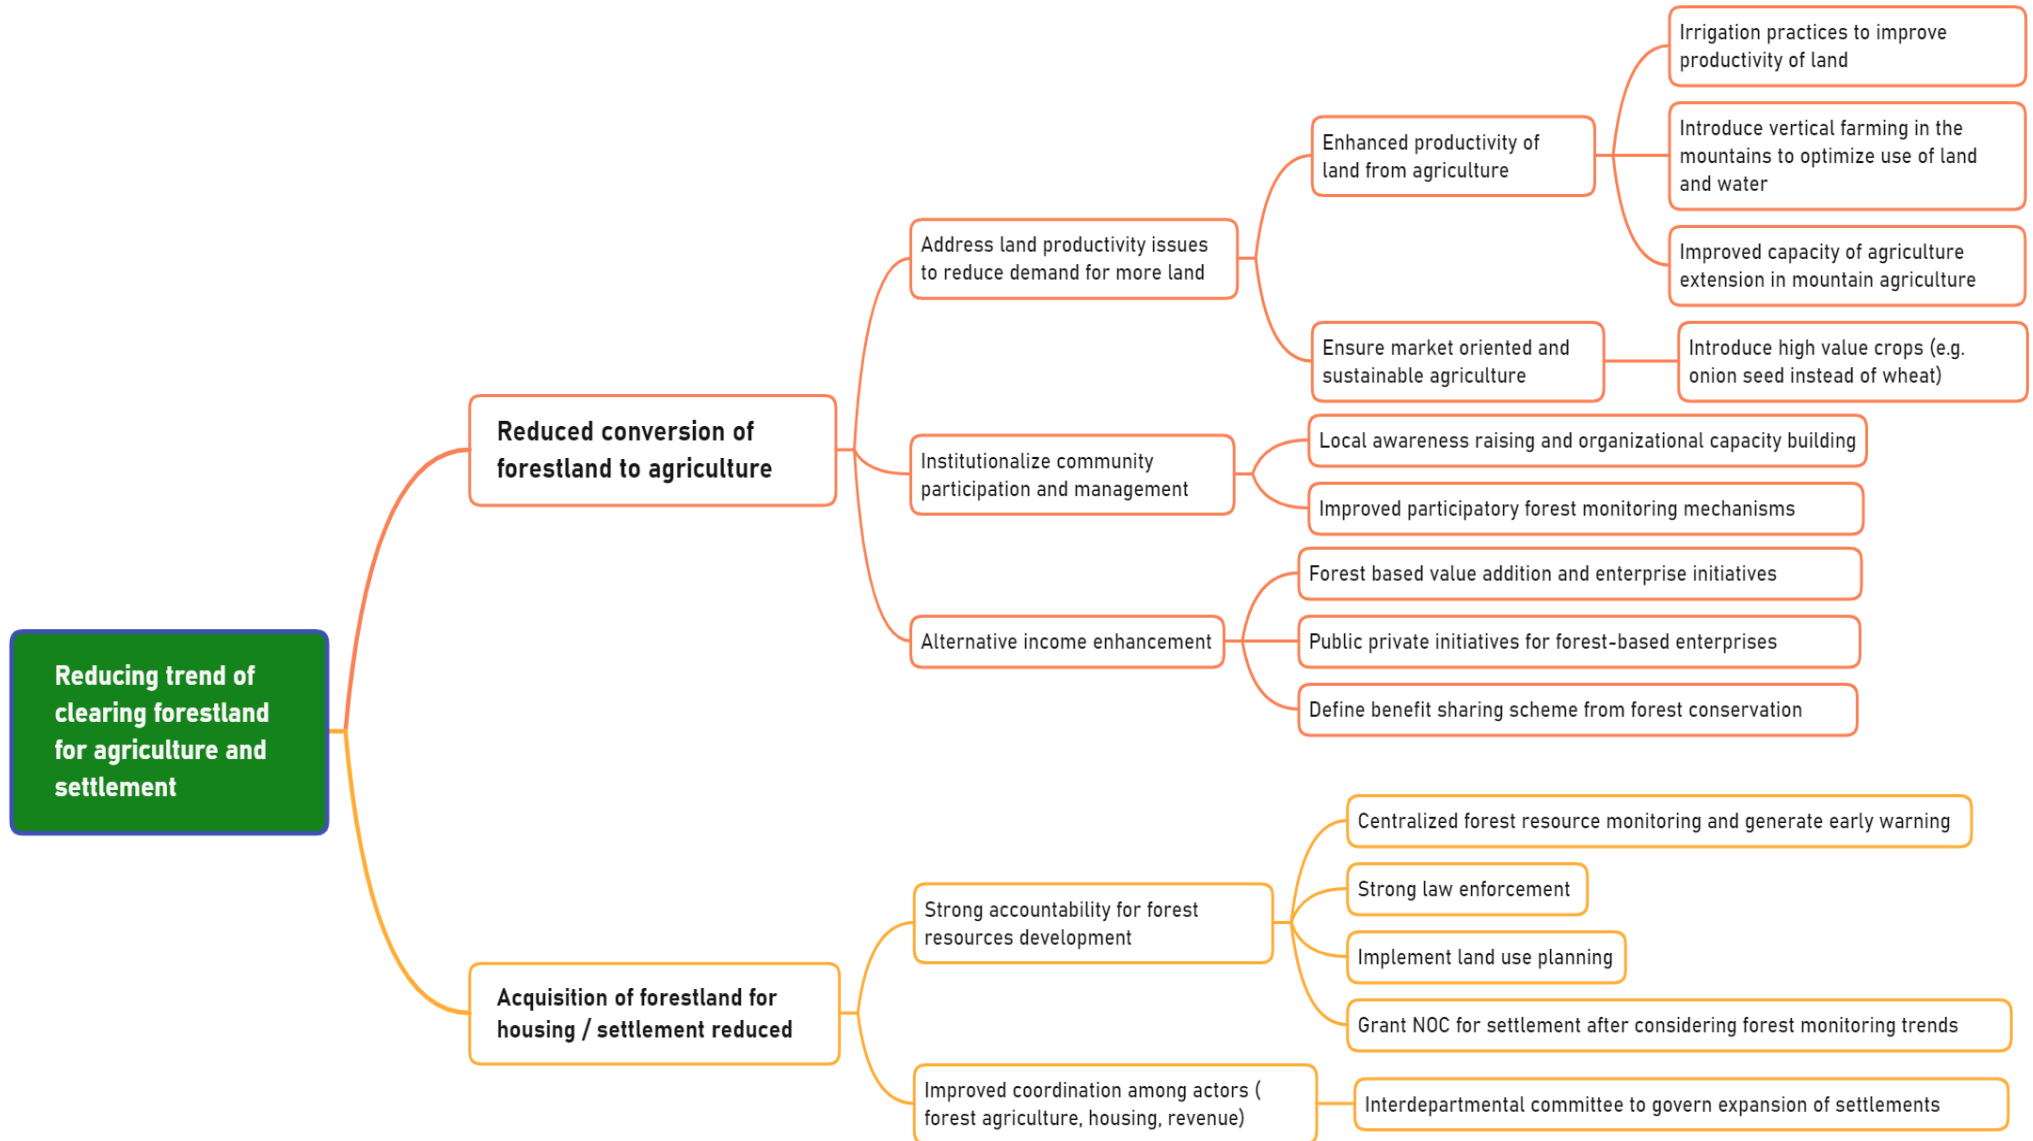 Reducing trend of
clearing forestland
for agriculture and
settlement
Reduced conversion of
forestland to agriculture
Address land productivity issues
to reduce demand for more land
Enhanced productivity of
land from agriculture
Irrigation practices to improve
productivity of land
Introduce vertical farming in the
mountains to optimize use of land
and water
Improved capacity of agriculture
extension in mountain agriculture
Ensure market oriented and
sustainable agriculture
Introduce high value crops (e.g.
onion seed instead of wheat)
Institutionalize community
participation and management
Local awareness raising and organizational capacity building
Improved participatory forest monitoring mechanisms
Alternative income enhancement
Forest based value addition and enterprise initiatives
Public private initiatives for forest-based enterprises
Define benefit sharing scheme from forest conservation
Acquisition of forestland for
housing / settlement reduced
Strong accountability for forest
resources development
Centralized forest resource monitoring and generate early warning
Strong law enforcement
Implement land use planning
Grant NOC for settlement after considering forest monitoring trends
Improved coordination among actors (
forest agriculture, housing, revenue)
Interdepartmental committee to govern expansion of settlements